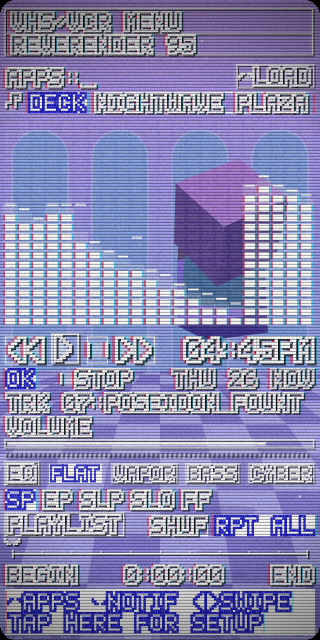 VHS/VCR MENU
REWERENDER '95
APPS::_
LOAD
DECK NIGHTWAVE PLAZA
04:45PM
OK STOP THU 26 NOV
TRK 07:POSEIDON FOUNT
VOLUME
EQ FLAT VAPOR BASS CYBER
SP EP SLP SLO FF
PLAYLIST SHUF RPT ALL
BEGIN 0:00:00 END
APPS NOTIF SWIPE
TAP HERE FOR SETUP